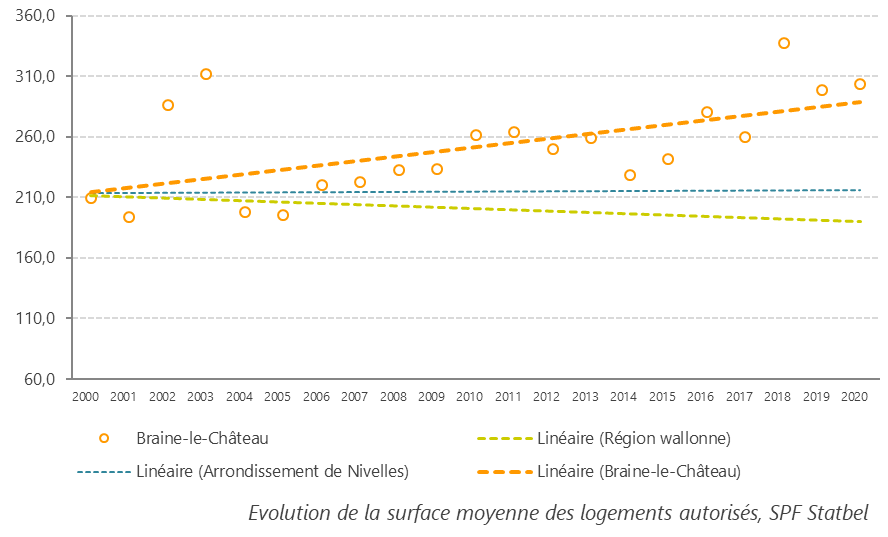 360,0
310,0
260,0
210,0
160,0
110,0
60,0
2000 2001 2002 2003 2004 2005 2006 2007 2008 2009 2010 2011 2012 2013 2014 2015 2016 2017 2018 2019 2020
Braine-le-Château Linéaire (Région wallonne)
Linéaire (Arrondissement de Nivelles) Linéaire (Braine-le-Château)
Evolution de la surface moyenne des logements autorisés, SPF Statbel